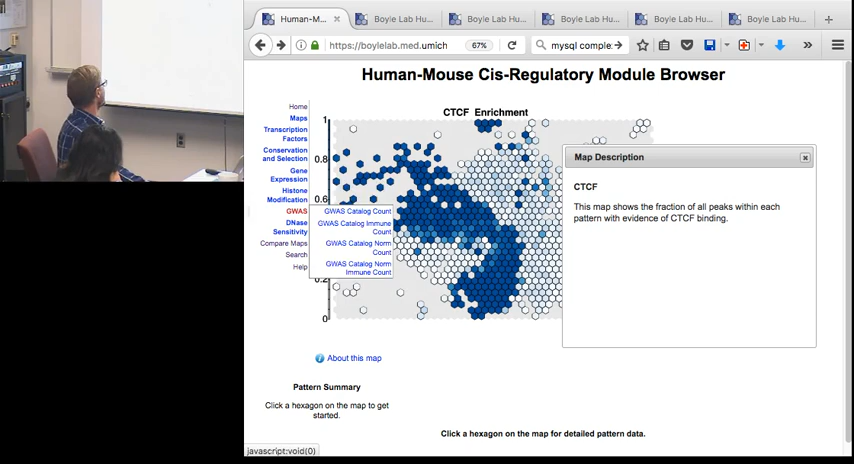 Human-M...
Boyle Lab Hu...
Boyle Lab Hu...
Boyle Lab Hu...
Boyle Lab Hu...
Boyle Lab Hu...
https://boylelab.med.umich
67%
mysql comple
Human-Mouse Cis-Regulatory Module Browser
Home
Maps
Transcription
Factors
Conservation
and Selection
Gene
Expression
Histone
Modification
GWAS
DNase
Sensitivity
Compare Maps
Search
Help
GWAS Catalog Count
GWAS Catalog Immune
Count
GWAS Catalog Norm
Count
GWAS Catalog Norm
Immune Count
CTCF Enrichment
1
0.8
0.6
0.2
0
Map Description
CTCF
This map shows the fraction of all peaks within each
pattern with evidence of CTCF binding.
About this map
Pattern Summary
Click a hexagon on the map to get
started.
Click a hexagon on the map for detailed pattern data.
javascript:void(0)